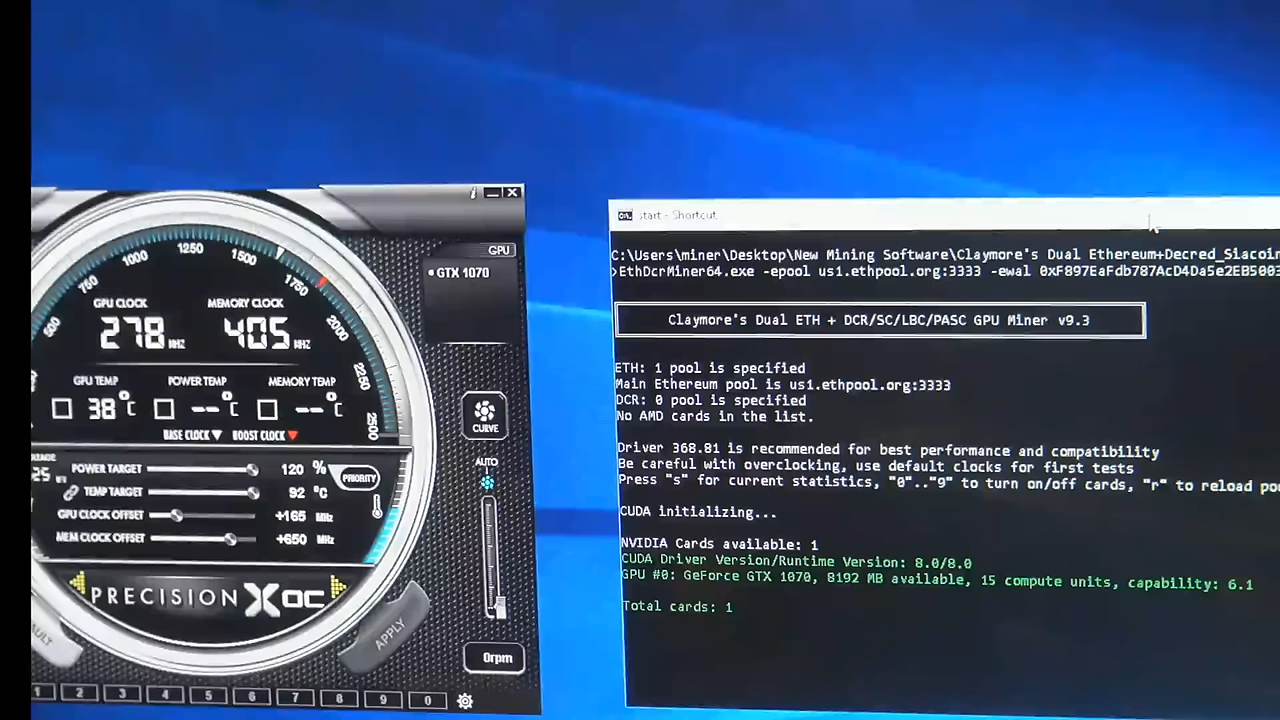 GPU
GTX 1070
500
750
1000
1250
1500
1750
2000
2250
2500
GPU CLOCK
278 MHZ
MEMORY CLOCK
405 MHZ
GPU TEMP
38°C
POWER TEMP
--°C
MEMORY TEMP
--°C
BASE CLOCK
BOOST CLOCK
POWER TARGET 120 %
TEMP TARGET 92 °C
GPU CLOCK OFFSET +165 MHz
MEM CLOCK OFFSET +650 MHz
PRIORITY
PRECISION XOC
CURVE
AUTO
APPLY
0rpm
1 2 3 4 5 6 7 8 9 0
start - Shortcut
C:\Users\miner\Desktop\New Mining Software\Claymore's Dual Ethereum+Decred_Siacoin
>EthDcrMiner64.exe -epool us1.ethpool.org:3333 -ewal 0XF897EaFdb787AcD4Da5e2EB5003
Claymore's Dual ETH + DCR/SC/LBC/PASC GPU Miner v9.3
ETH: 1 pool is specified
Main Ethereum pool is us1.ethpool.org:3333
DCR: 0 pool is specified
No AMD cards in the list.
Driver 368.81 is recommended for best performance and compatibility
Be careful with overclocking, use default clocks for first tests
Press "s" for current statistics, "0".."9" to turn on/off cards, "r" to reload po
CUDA initializing...
NVIDIA Cards available: 1
CUDA Driver Version/Runtime Version: 8.0/8.0
GPU #0: GeForce GTX 1070, 8192 MB available, 15 compute units, capability: 6.1
Total cards: 1